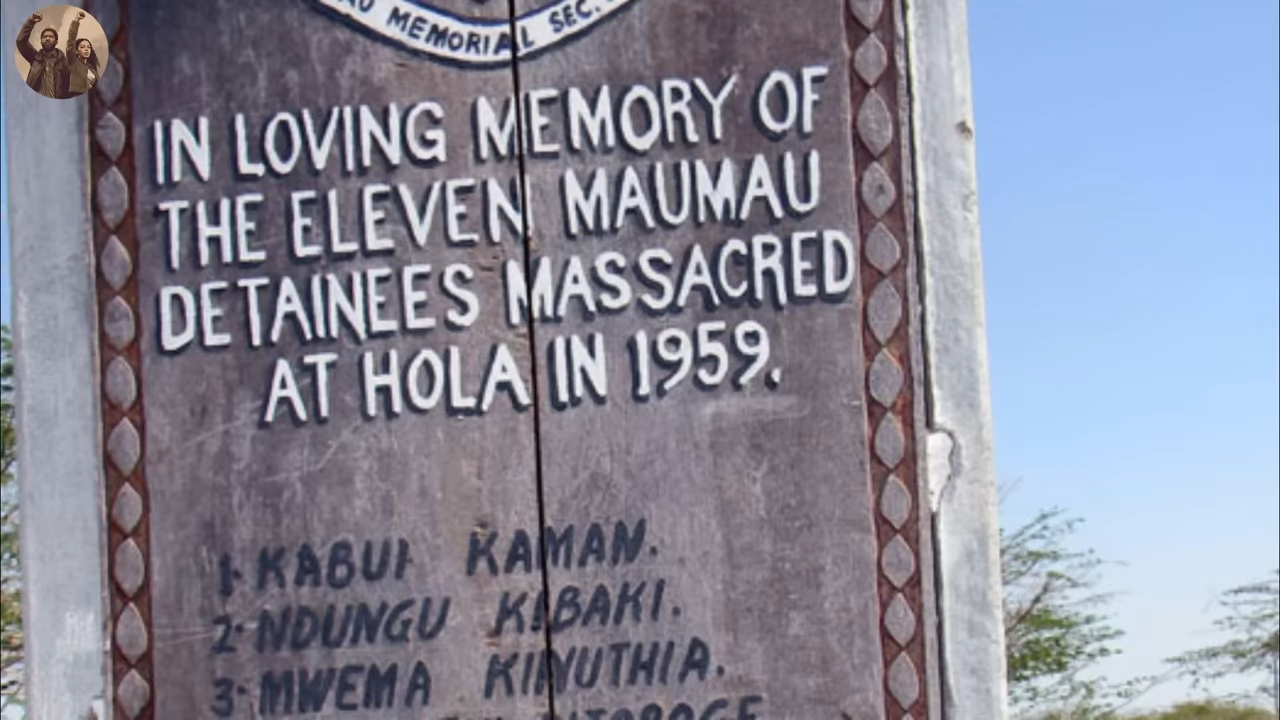 MEMORIAL SEC.
IN LOVING MEMORY OF
THE ELEVEN MAUMAU
DETAINEES MASSACRED
AT HOLA IN 1959.
1. KABUI KAMAN.
2. NDUNGU KIBAKI.
3. MWEMA KINUTHIA.